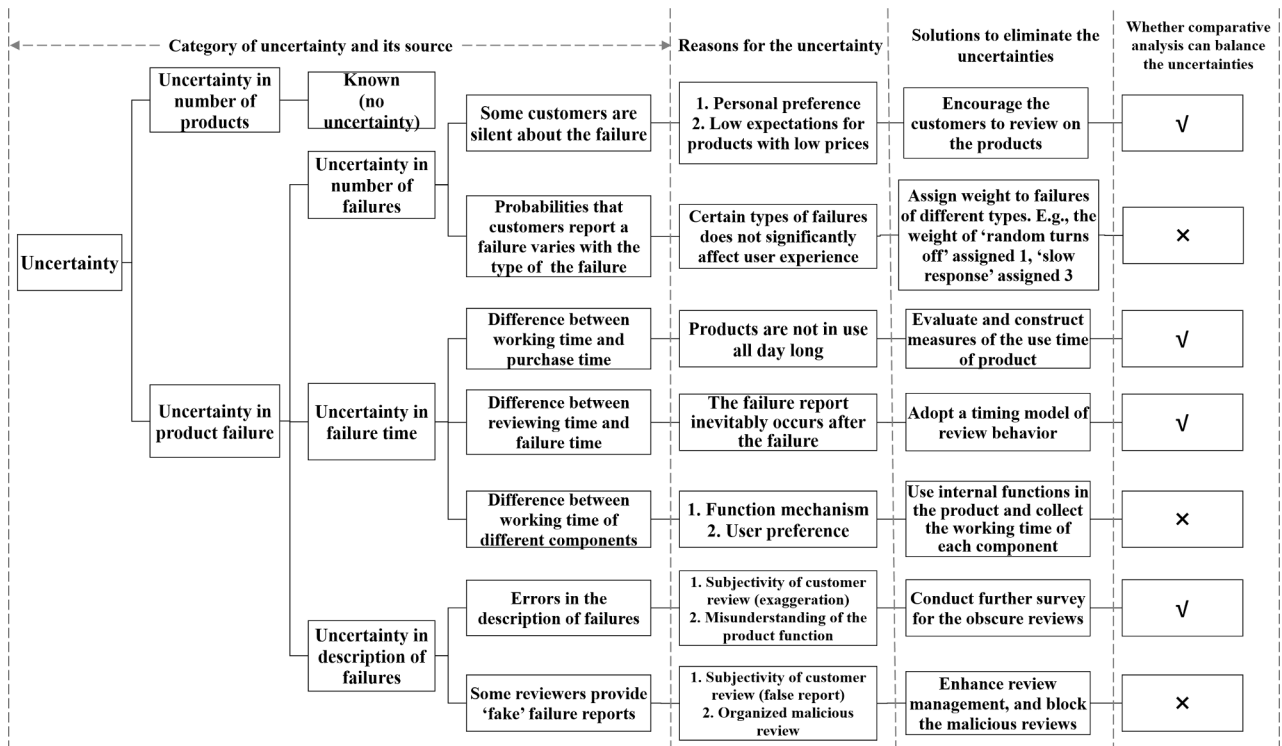 Category of uncertainty and its source
Reasons for the uncertainty
Solutions to eliminate the
uncertainties
Whether comparative
analysis can balance
the uncertainties
Uncertainty
Uncertainty in
number of
products
Known
(no
uncertainty)
Uncertainty in
number of
failures
Some customers are
silent about the failure
1. Personal preference
2. Low expectations for
products with low prices
Encourage the
customers to review on
the products
√
Probabilities that
customers report a
failure varies with the
type of the failure
Certain types of failures
does not significantly
affect user experience
Assign weight to failures
of different types. E.g., the
weight of ‘random turns
off’ assigned 1, ‘slow
response’ assigned 3
×
Uncertainty in
product failure
Uncertainty in
failure time
Difference between
working time and
purchase time
Products are not in use
all day long
Evaluate and construct
measures of the use time
of product
√
Difference between
reviewing time and
failure time
The failure report
inevitably occurs after
the failure
Adopt a timing model of
review behavior
√
Difference between
working time of
different components
1. Function mechanism
2. User preference
Use internal functions in
the product and collect
the working time of
each component
×
Uncertainty in
description of
failures
Errors in the
description of failures
1. Subjectivity of customer
review (exaggeration)
2. Misunderstanding of the
product function
Conduct further survey
for the obscure reviews
√
Some reviewers provide
‘fake’ failure reports
1. Subjectivity of customer
review (false report)
2. Organized malicious
review
Enhance review
management, and block
the malicious reviews
×